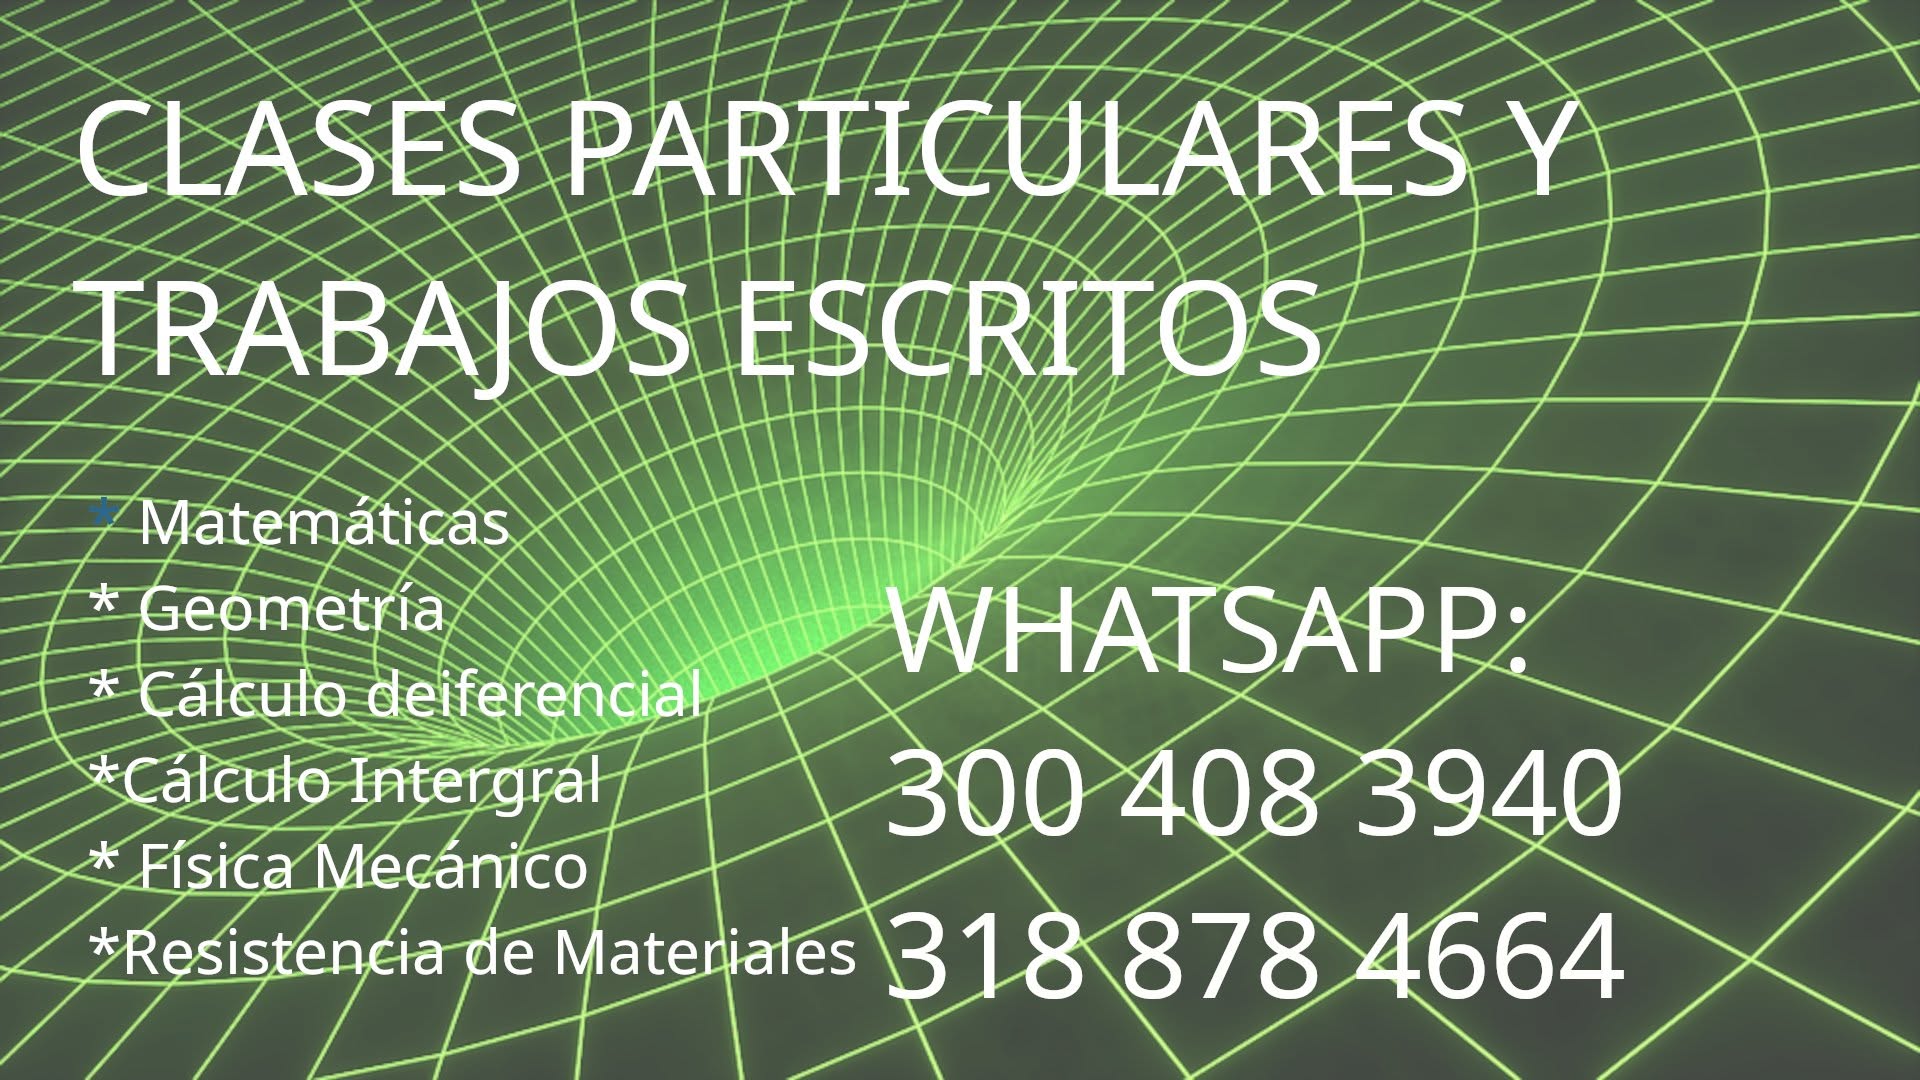 CLASES PARTICULARES Y
TRABAJOS ESCRITOS
* Matemáticas
* Geometría
* Cálculo deiferencial
*Cálculo Intergral
* Física Mecánico
*Resistencia de Materiales
WHATSAPP:
300 408 3940
318 878 4664